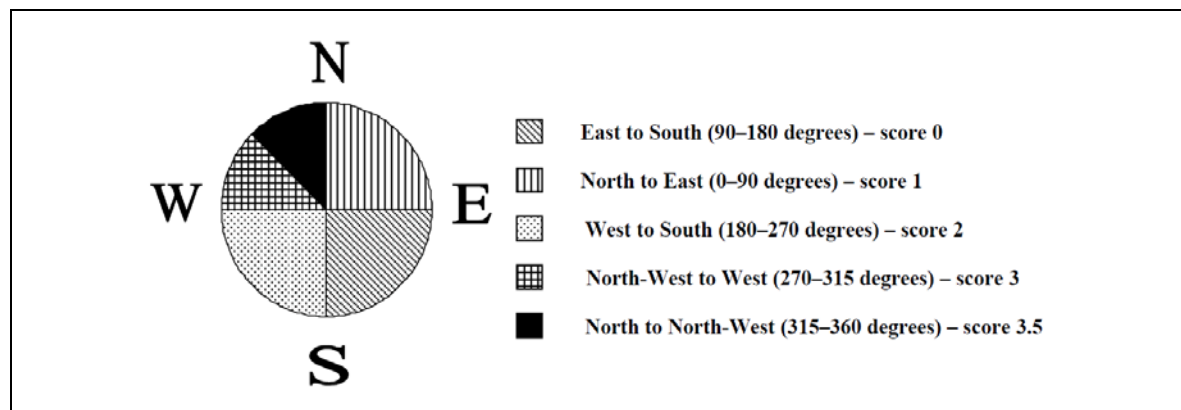 N
W
E
S
East to South (90–180 degrees) – score 0
North to East (0–90 degrees) – score 1
West to South (180–270 degrees) – score 2
North-West to West (270–315 degrees) – score 3
North to North-West (315–360 degrees) – score 3.5